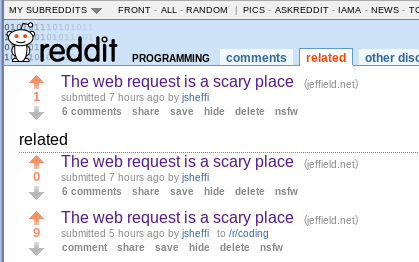 MY SUBREDDITS FRONT - ALL - RANDOM | PICS - ASKREDDIT - IAMA - NEWS - TO
reddit PROGRAMMING comments related other disc
The web request is a scary place (jeffield.net)
1
submitted 7 hours ago by jsheffi
6 comments share save hide delete nsfw
related
The web request is a scary place (jeffield.net)
0
submitted 7 hours ago by jsheffi
6 comments share save hide delete nsfw
The web request is a scary place (jeffield.net)
9
submitted 5 hours ago by jsheffi to /r/coding
comment share save hide delete nsfw